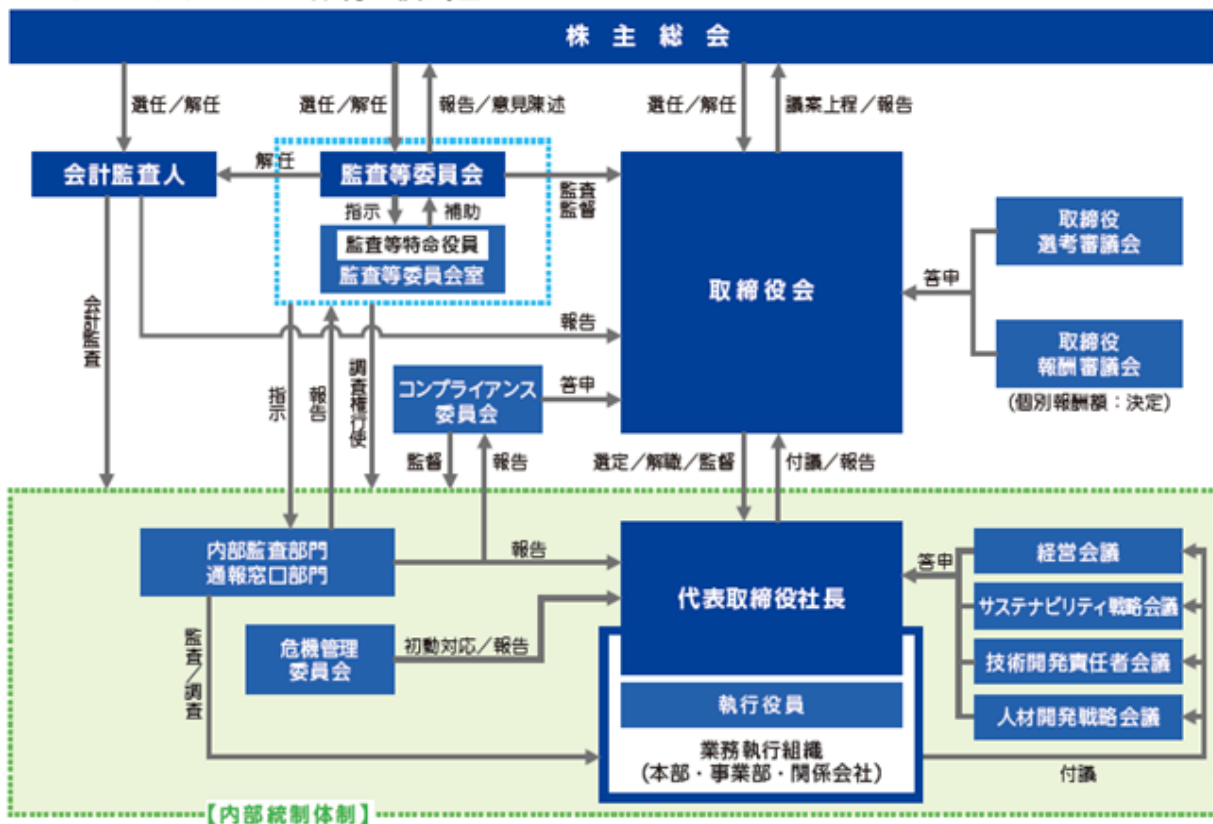 株主総会
選任/解任
選任/解任
報告/意見陳述
選任/解任
議案上程/報告
会計監査人
解任
監査等委員会
監査
監督
指示
補助
監査等特命役員
監査等委員会室
取締役会
取締役
選考審議会
答申
取締役
報酬審議会
(個別報酬額:決定)
会計監査
報告
指示
報告
調査権行使
コンプライアンス
委員会
答申
監督
報告
選定/解職/監督
付議/報告
内部監査部門
通報窓口部門
報告
代表取締役社長
答申
経営会議
サステナビリティ戦略会議
技術開発責任者会議
人材開発戦略会議
危機管理
委員会
初動対応/報告
監査/調査
執行役員
業務執行組織
(本部・事業部・関係会社)
付議
【内部統制体制】